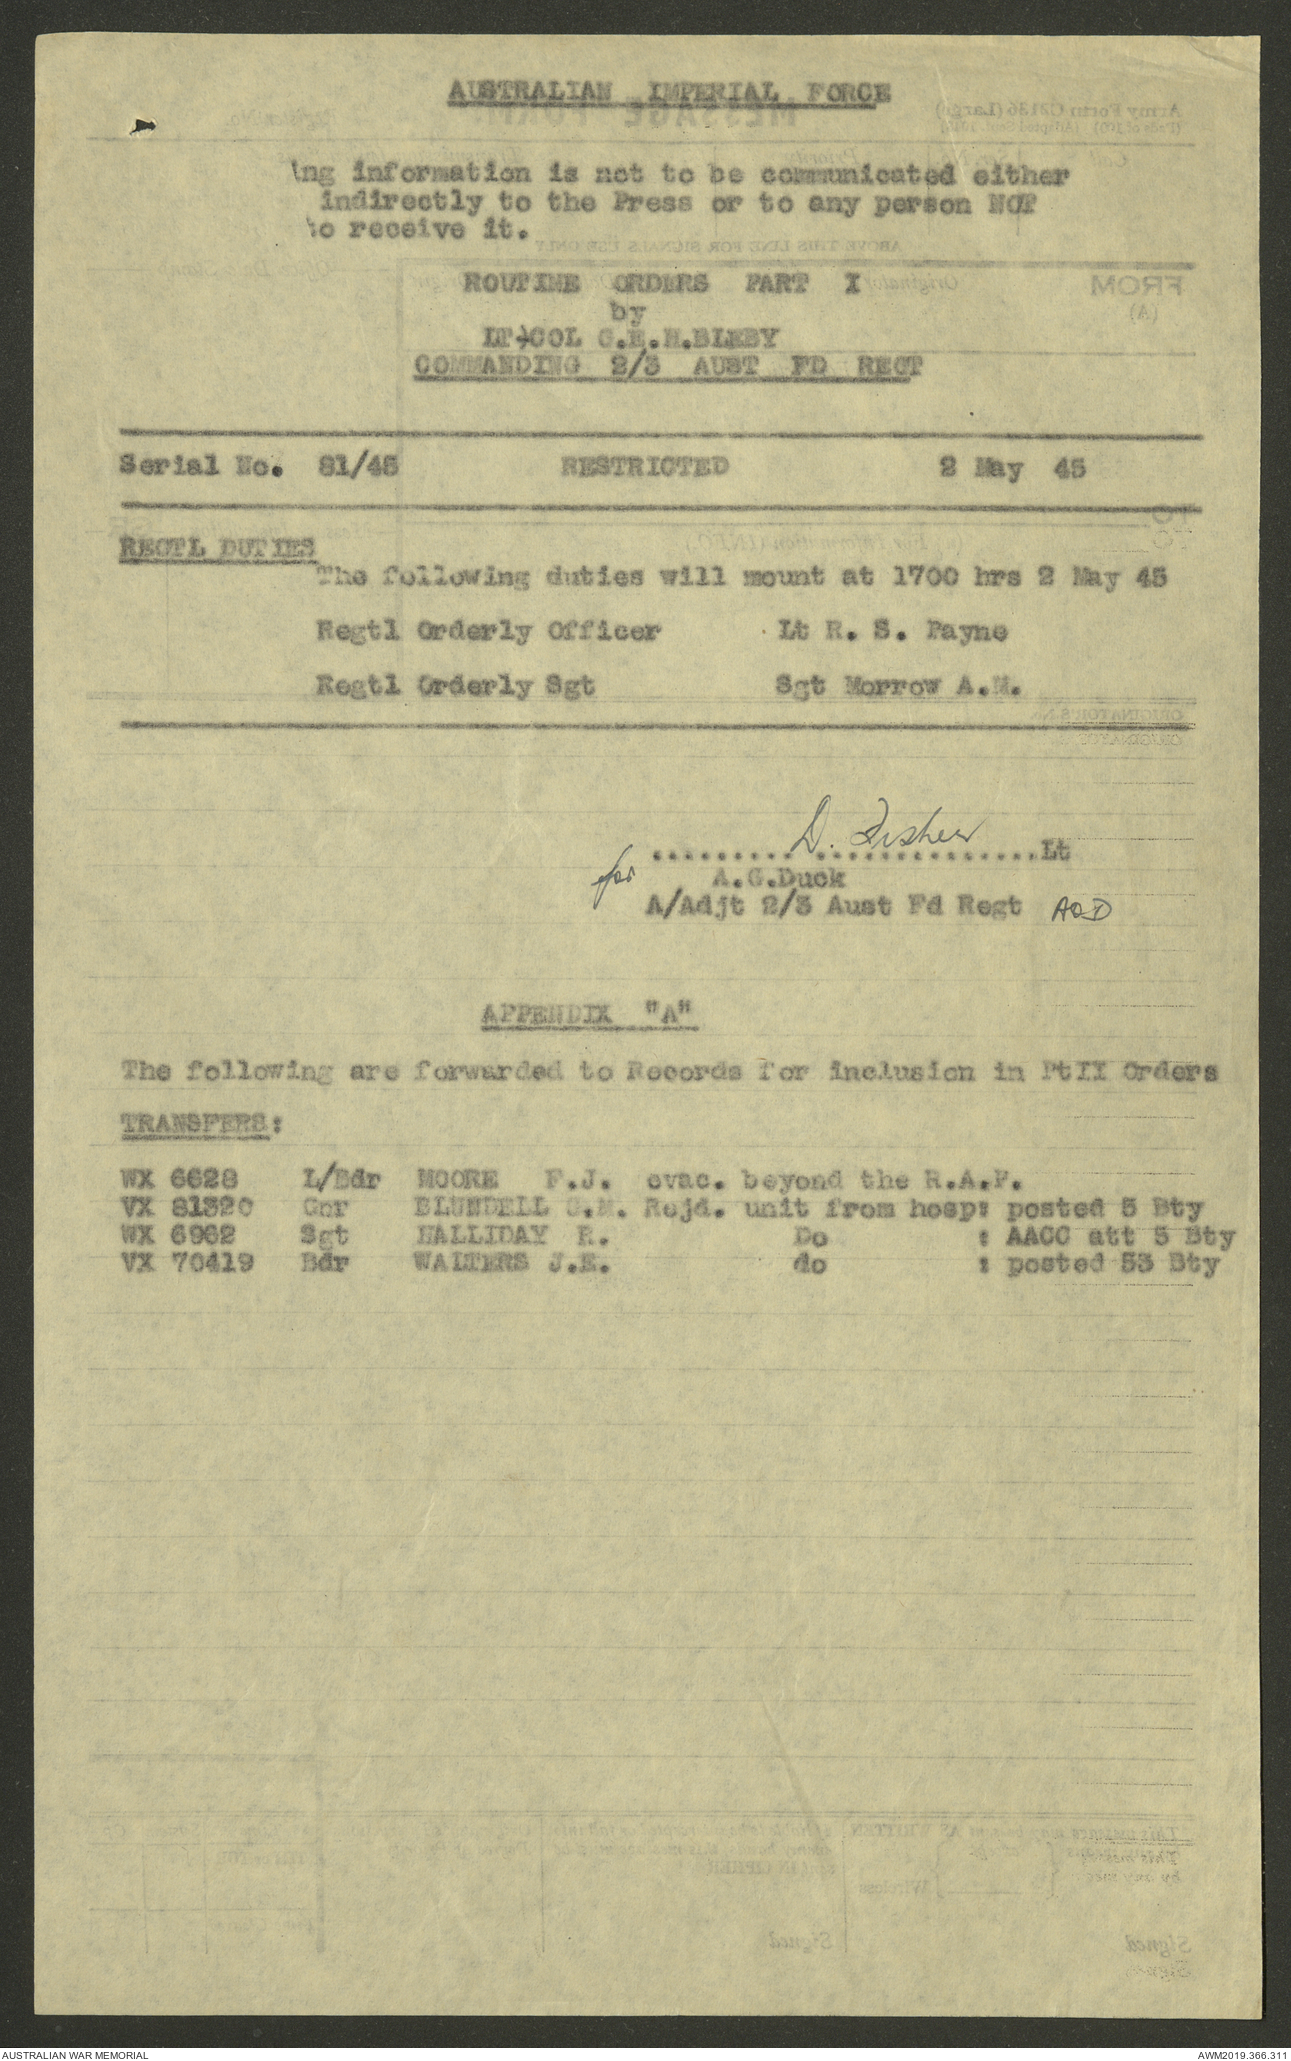 AUSTRALIAN IMPERIAL FORCE
ing information is not to be communicated either
indirectly to the Press or to any person NOT
to receive it.
ROUTINE ORDERS PART I
by
LT-COL G.E.H.BLEBY
COMMANDING 2/3 AUST FD REGT
Serial No. 81/45 RESTRICTED 2 May 45
REGTL DUTIES
The following duties will mount at 1700 hrs 2 May 45
Regtl Orderly Officer Lt R. S. Payne
Regtl Orderly Sgt Sgt Morrow A.M.
D. Fisher
..............................Lt
for A.G.Duck
A/Adjt 2/3 Aust Fd Regt AOD
APPENDIX "A"
The following are forwarded to Records for inclusion in PtII Orders
TRANSFERS:
WX 6628 L/Bdr MOORE F.J. evac. beyond the R.A.P.
VX 81320 Gnr BLUNDELL G.M. Rejd. unit from hosp: posted 5 Bty
WX 6962 Sgt HALLIDAY R. Do : AACC att 5 Bty
VX 70419 Bdr WALTERS J.E. do : posted 53 Bty
AUSTRALIAN WAR MEMORIAL AWM2019.366.311